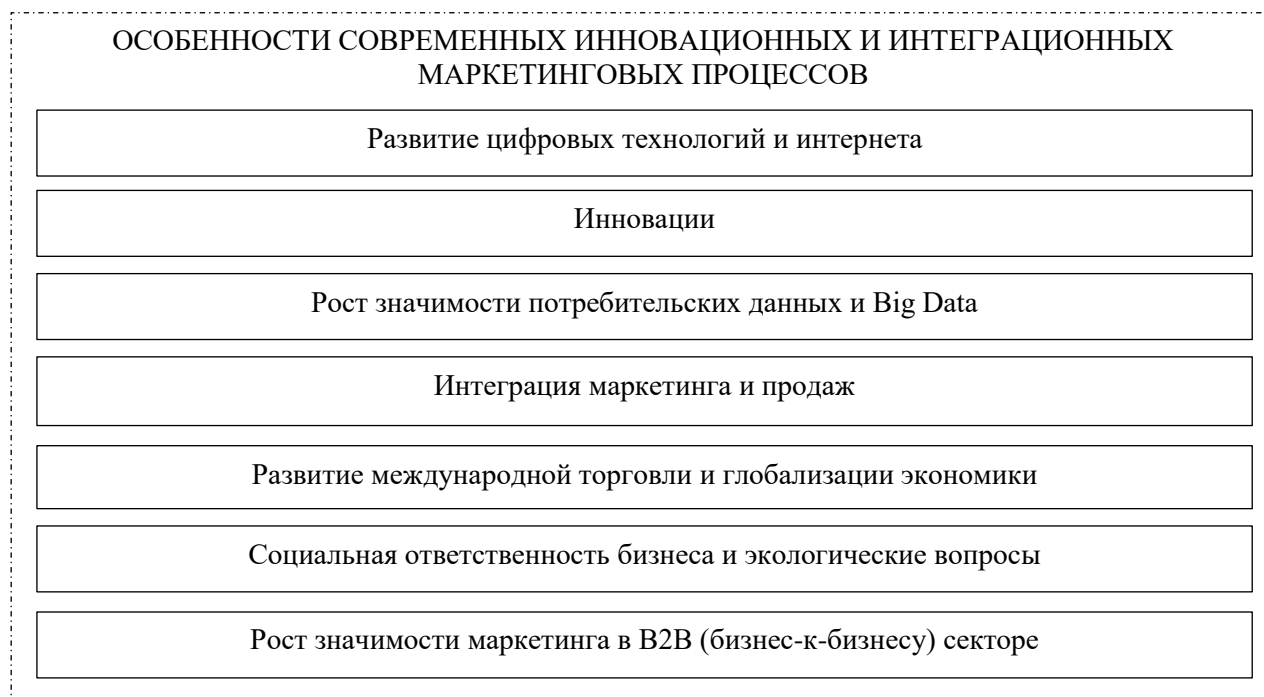 ОСОБЕННОСТИ СОВРЕМЕННЫХ ИННОВАЦИОННЫХ И ИНТЕГРАЦИОННЫХ
МАРКЕТИНГОВЫХ ПРОЦЕССОВ
Развитие цифровых технологий и интернета
Инновации
Рост значимости потребительских данных и Big Data
Интеграция маркетинга и продаж
Развитие международной торговли и глобализации экономики
Социальная ответственность бизнеса и экологические вопросы
Рост значимости маркетинга в B2B (бизнес-к-бизнесу) секторе